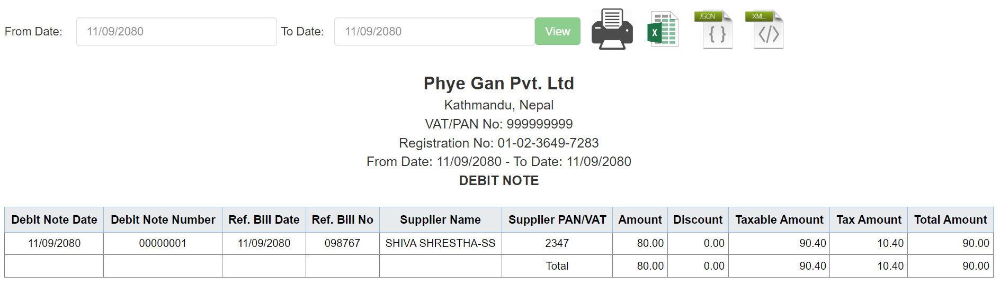 From Date: 11/09/2080 To Date: 11/09/2080 View JSON XML
Phye Gan Pvt. Ltd
Kathmandu, Nepal
VAT/PAN No: 999999999
Registration No: 01-02-3649-7283
From Date: 11/09/2080 - To Date: 11/09/2080
DEBIT NOTE
Debit Note Date Debit Note Number Ref. Bill Date Ref. Bill No Supplier Name Supplier PAN/VAT Amount Discount Taxable Amount Tax Amount Total Amount
11/09/2080 00000001 11/09/2080 098767 SHIVA SHRESTHA-SS 2347 80.00 0.00 90.40 10.40 90.00
Total 80.00 0.00 90.40 10.40 90.00